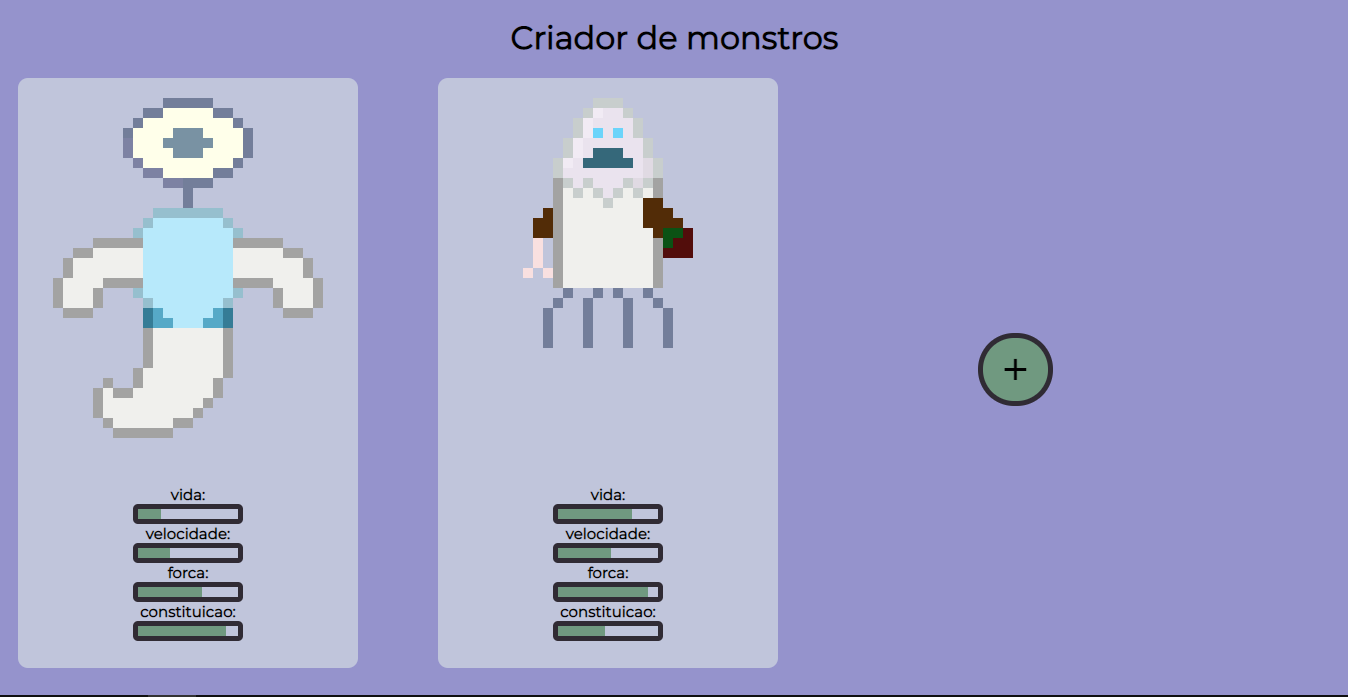 Criador de monstros
vida:
velocidade:
forca:
constituicao:
vida:
velocidade:
forca:
constituicao:
+